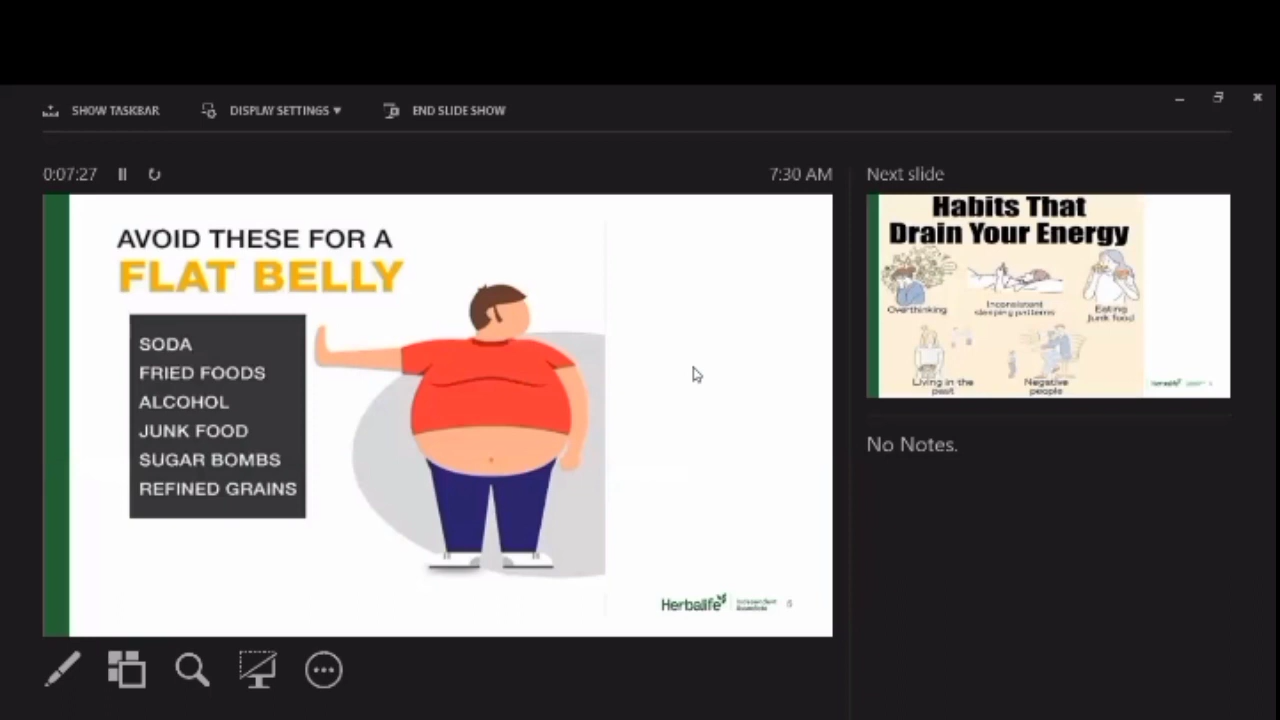 SHOW TASKBAR
DISPLAY SETTINGS
END SLIDE SHOW
0:07:27
7:30 AM
Next slide
AVOID THESE FOR A
FLAT BELLY
SODA
FRIED FOODS
ALCOHOL
JUNK FOOD
SUGAR BOMBS
REFINED GRAINS
Herbalife
Independent
Habits That
Drain Your Energy
Overthinking
Inconsistent
sleeping patterns
Eating
Junk food
Living in the
past
Negative
people
Herbalife
No Notes.